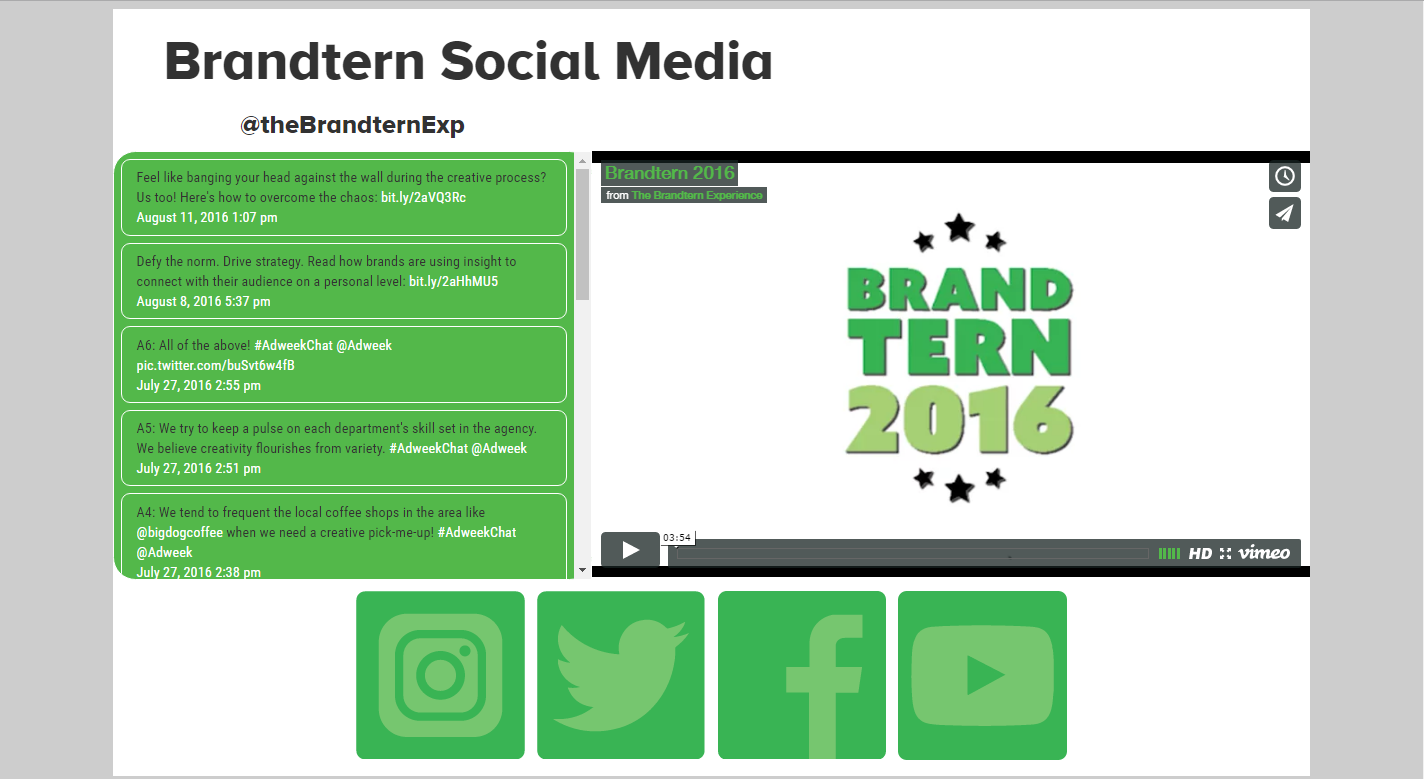 Brandtern Social Media
@theBrandternExp
Feel like banging your head against the wall during the creative process?
Us too! Here's how to overcome the chaos: bit.ly/2aVQ3Rc
August 11, 2016 1:07 pm
Defy the norm. Drive strategy. Read how brands are using insight to
connect with their audience on a personal level: bit.ly/2aHhMU5
August 8, 2016 5:37 pm
A6: All of the above! #AdweekChat @Adweek
pic.twitter.com/buSvt6w4fB
July 27, 2016 2:55 pm
A5: We try to keep a pulse on each department's skill set in the agency.
We believe creativity flourishes from variety. #AdweekChat @Adweek
July 27, 2016 2:51 pm
A4: We tend to frequent the local coffee shops in the area like
@bigdogcoffee when we need a creative pick-me-up! #AdweekChat
@Adweek
July 27, 2016 2:38 pm
Brandtern 2016
from The Brandtern Experience
BRAND
TERN
2016
03:54
HD vimeo